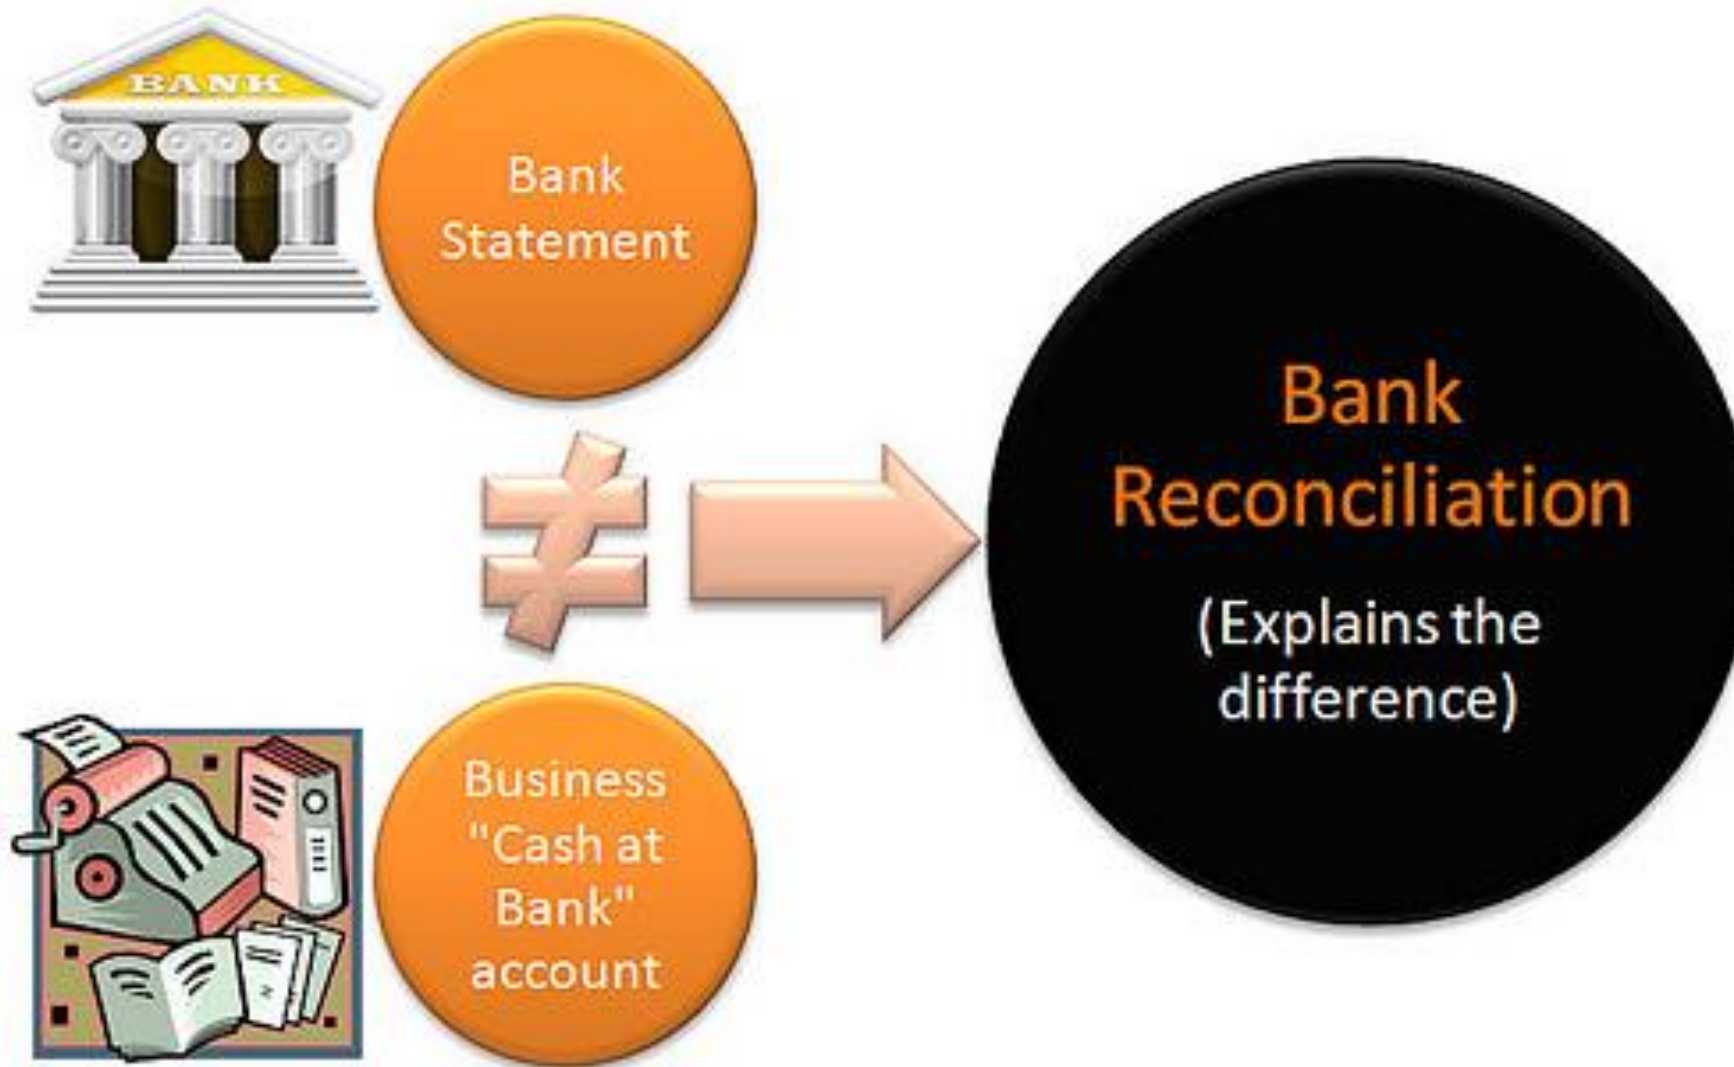 BANK
Bank
Statement
Business
"Cash at
Bank"
account
Bank
Reconciliation
(Explains the
difference)